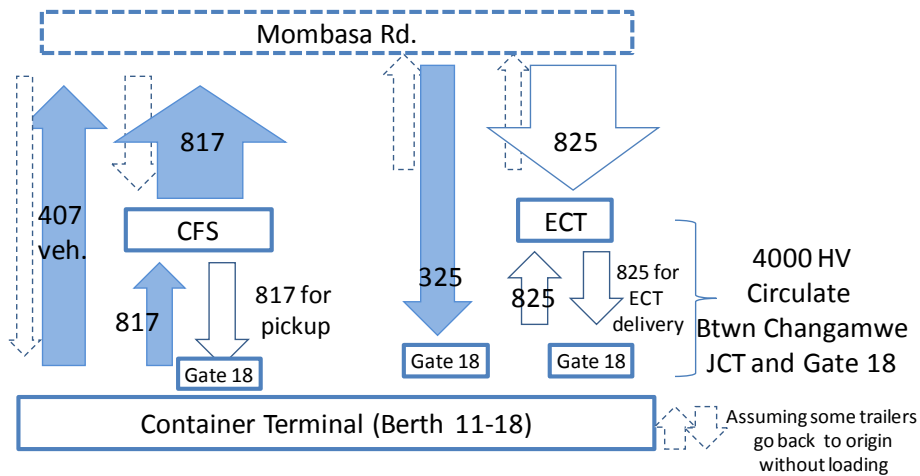 Mombasa Rd.
817
825
407
veh.
CFS
ECT
325
817
817 for
pickup
825
825 for
ECT
delivery
4000 HV
Circulate
Btwn Changamwe
JCT and Gate 18
Gate 18
Gate 18
Gate 18
Container Terminal (Berth 11-18)
Assuming some trailers
go back to origin
without loading